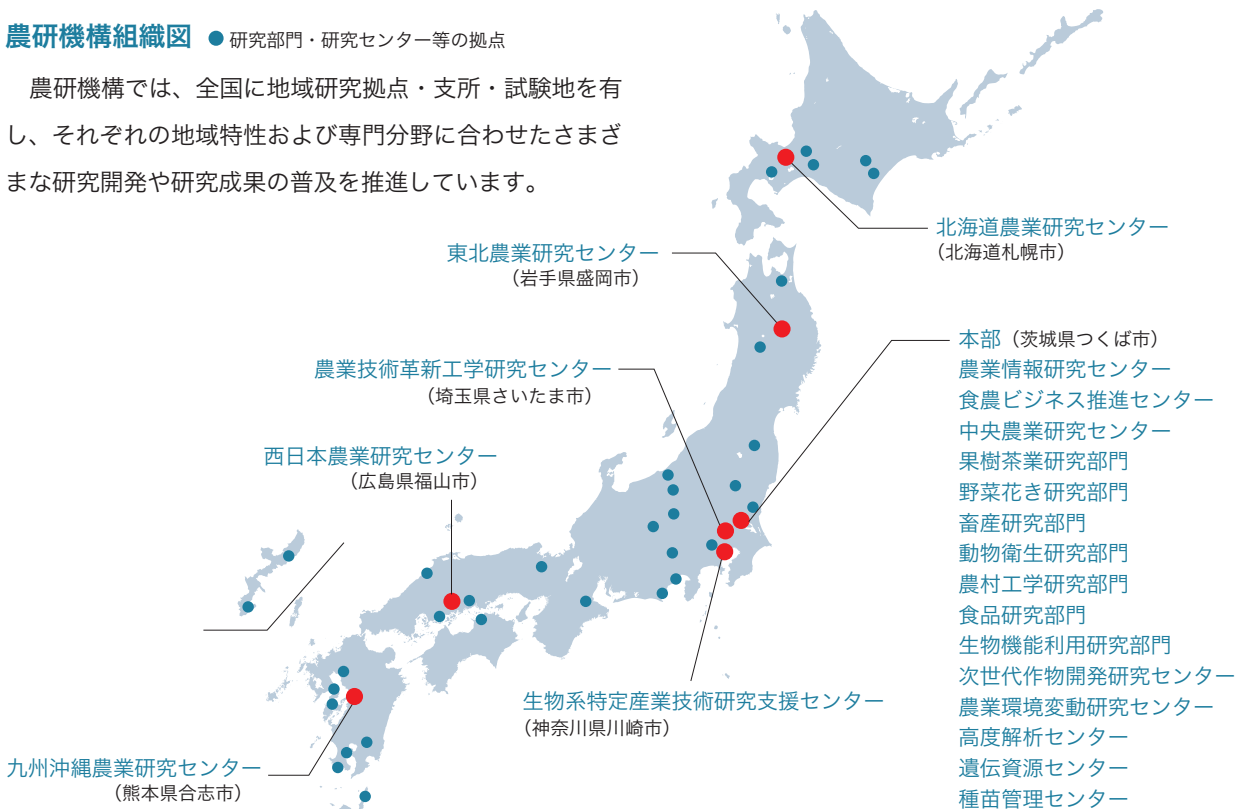 農研機構組織図 ● 研究部門・研究センター等の拠点
農研機構では、全国に地域研究拠点・支所・試験地を有
し、それぞれの地域特性および専門分野に合わせたさまざ
まな研究開発や研究成果の普及を推進しています。
北海道農業研究センター
（北海道札幌市）
東北農業研究センター
（岩手県盛岡市）
農業技術革新工学研究センター
（埼玉県さいたま市）
西日本農業研究センター
（広島県福山市）
生物系特定産業技術研究支援センター
（神奈川県川崎市）
九州沖縄農業研究センター
（熊本県合志市）
本部（茨城県つくば市）
農業情報研究センター
食農ビジネス推進センター
中央農業研究センター
果樹茶業研究部門
野菜花き研究部門
畜産研究部門
動物衛生研究部門
農村工学研究部門
食品研究部門
生物機能利用研究部門
次世代作物開発研究センター
農業環境変動研究センター
高度解析センター
遺伝資源センター
種苗管理センター